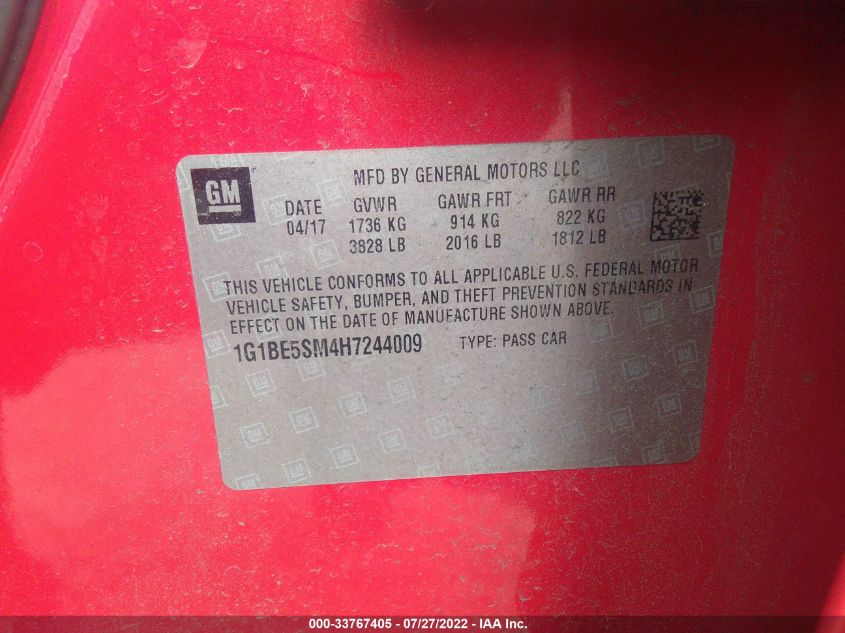 GM
MFD BY GENERAL MOTORS LLC
DATE GVWR GAWR FRT GAWR RR
04/17 1736 KG 914 KG 822 KG
3828 LB 2016 LB 1812 LB
THIS VEHICLE CONFORMS TO ALL APPLICABLE U.S. FEDERAL MOTOR
VEHICLE SAFETY, BUMPER, AND THEFT PREVENTION STANDARDS IN
EFFECT ON THE DATE OF MANUFACTURE SHOWN ABOVE.
1G1BE5SM4H7244009 TYPE: PASS CAR
000-33767405 - 07/27/2022 - IAA Inc.